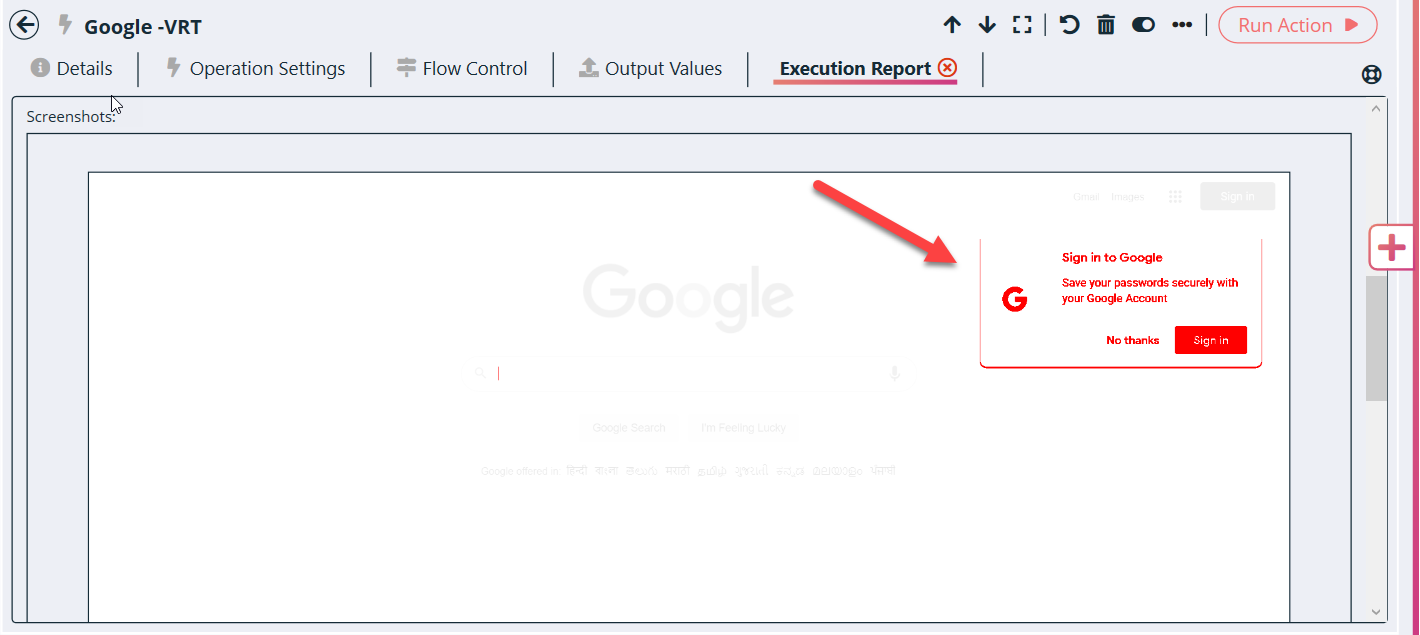 Google -VRT
Run Action
Details
Operation Settings
Flow Control
Output Values
Execution Report
Screenshots:
Gmail Images Sign in
Sign in to Google
Save your passwords securely with
your Google Account
No thanks Sign in
Google
Google Search I'm Feeling Lucky
Google offered in: हिन्दी বাংলা తెలుగు मराठी தமிழ் ગુજરાતી ಕನ್ನಡ മലയാളം ਪੰਜਾਬੀ